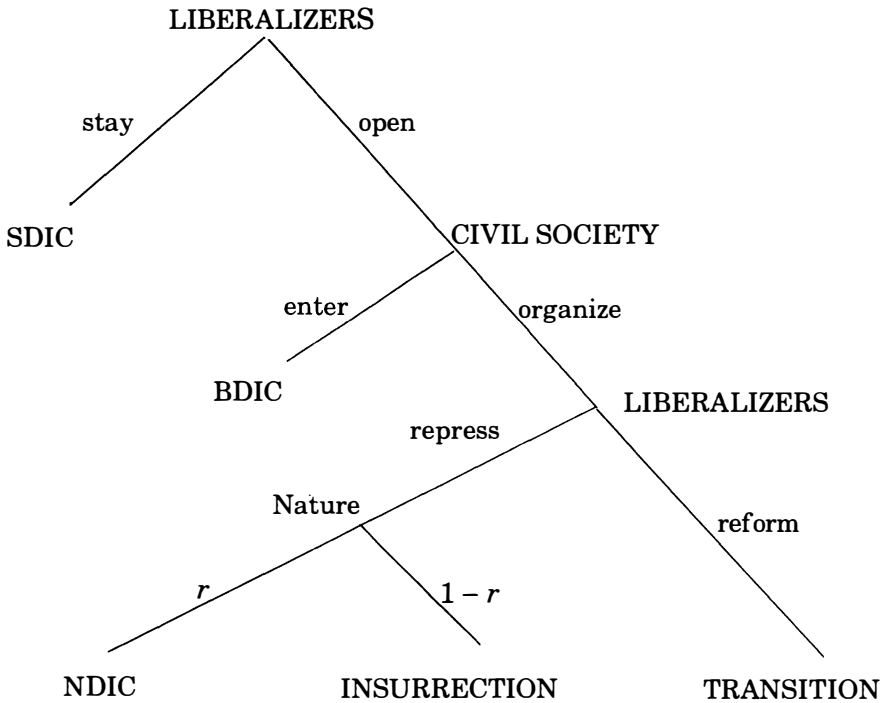 LIBERALIZERS
stay
open
SDIC
CIVIL SOCIETY
enter
organize
BDIC
LIBERALIZERS
repress
Nature
reform
r
1 – r
NDIC
INSURRECTION
TRANSITION